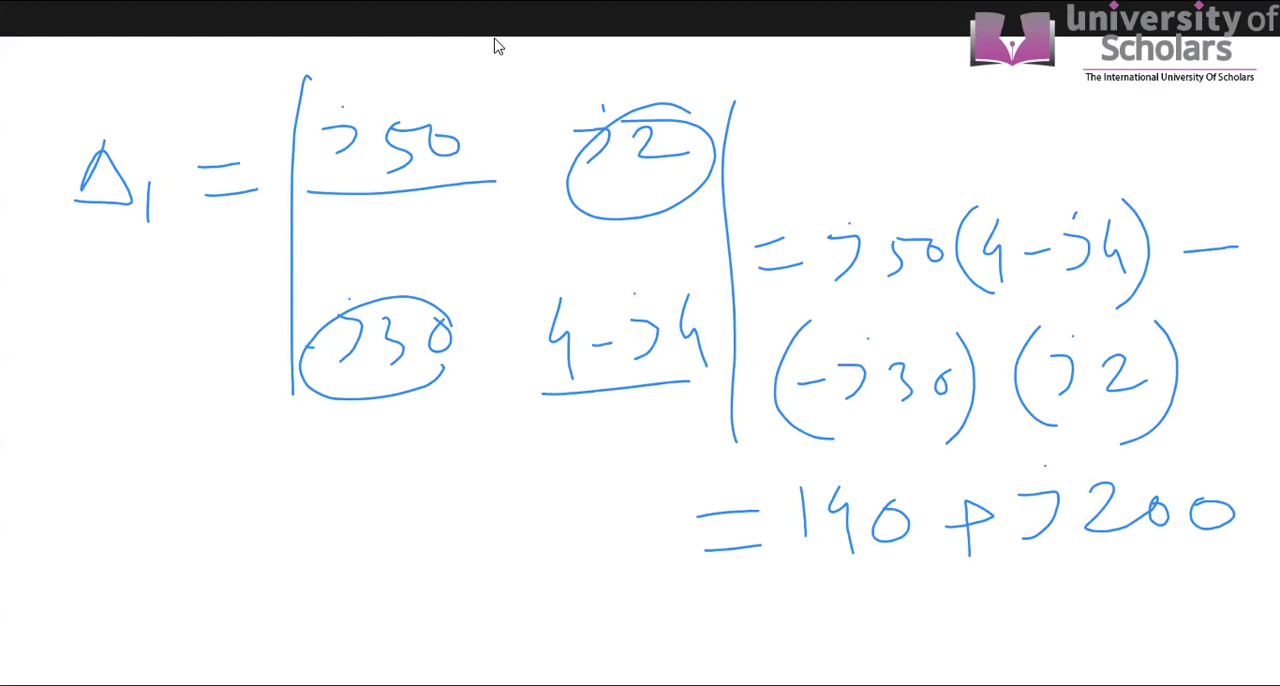 University of
Scholars
The International University Of Scholars
Δ1 = | j50 j2 |
| -j30 4-j4 |
= j50(4-j4) -
(-j30)(j2)
= 140 + j200